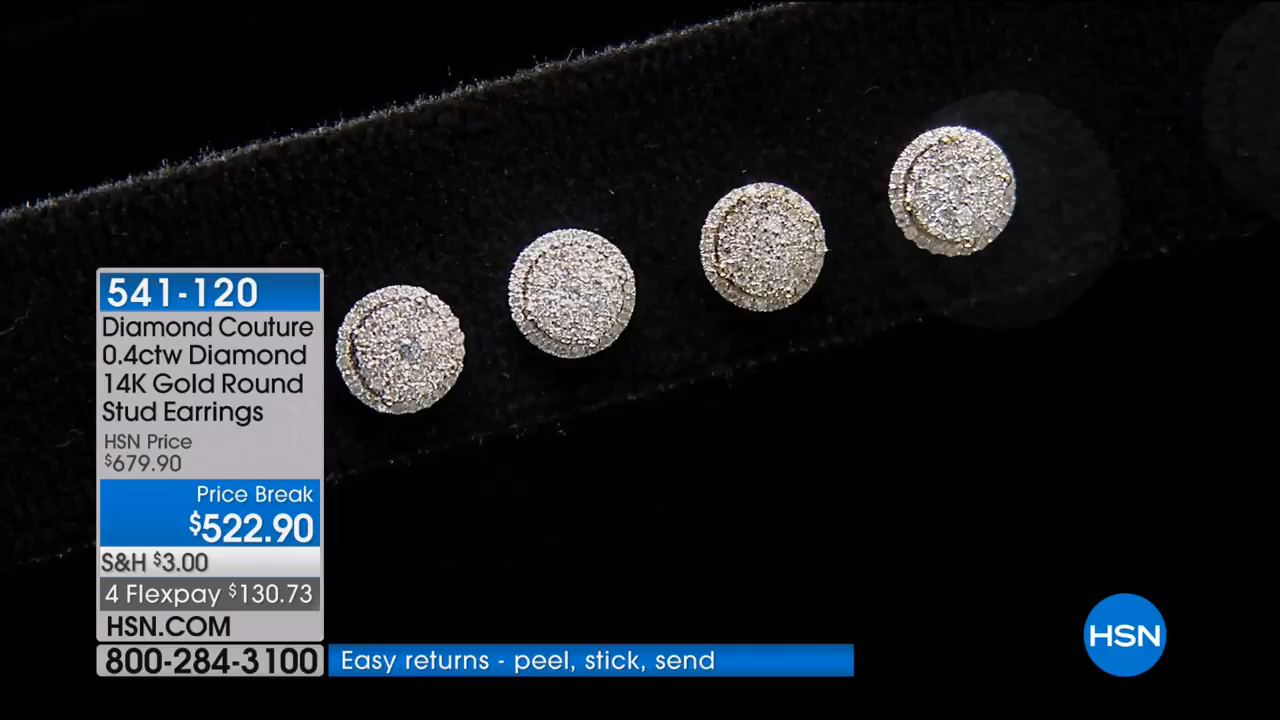 541-120
Diamond Couture
0.4ctw Diamond
14K Gold Round
Stud Earrings
HSN Price
$679.90
Price Break
$522.90
S&H $3.00
4 Flexpay $130.73
HSN.COM
800-284-3100
Easy returns - peel, stick, send
HSN